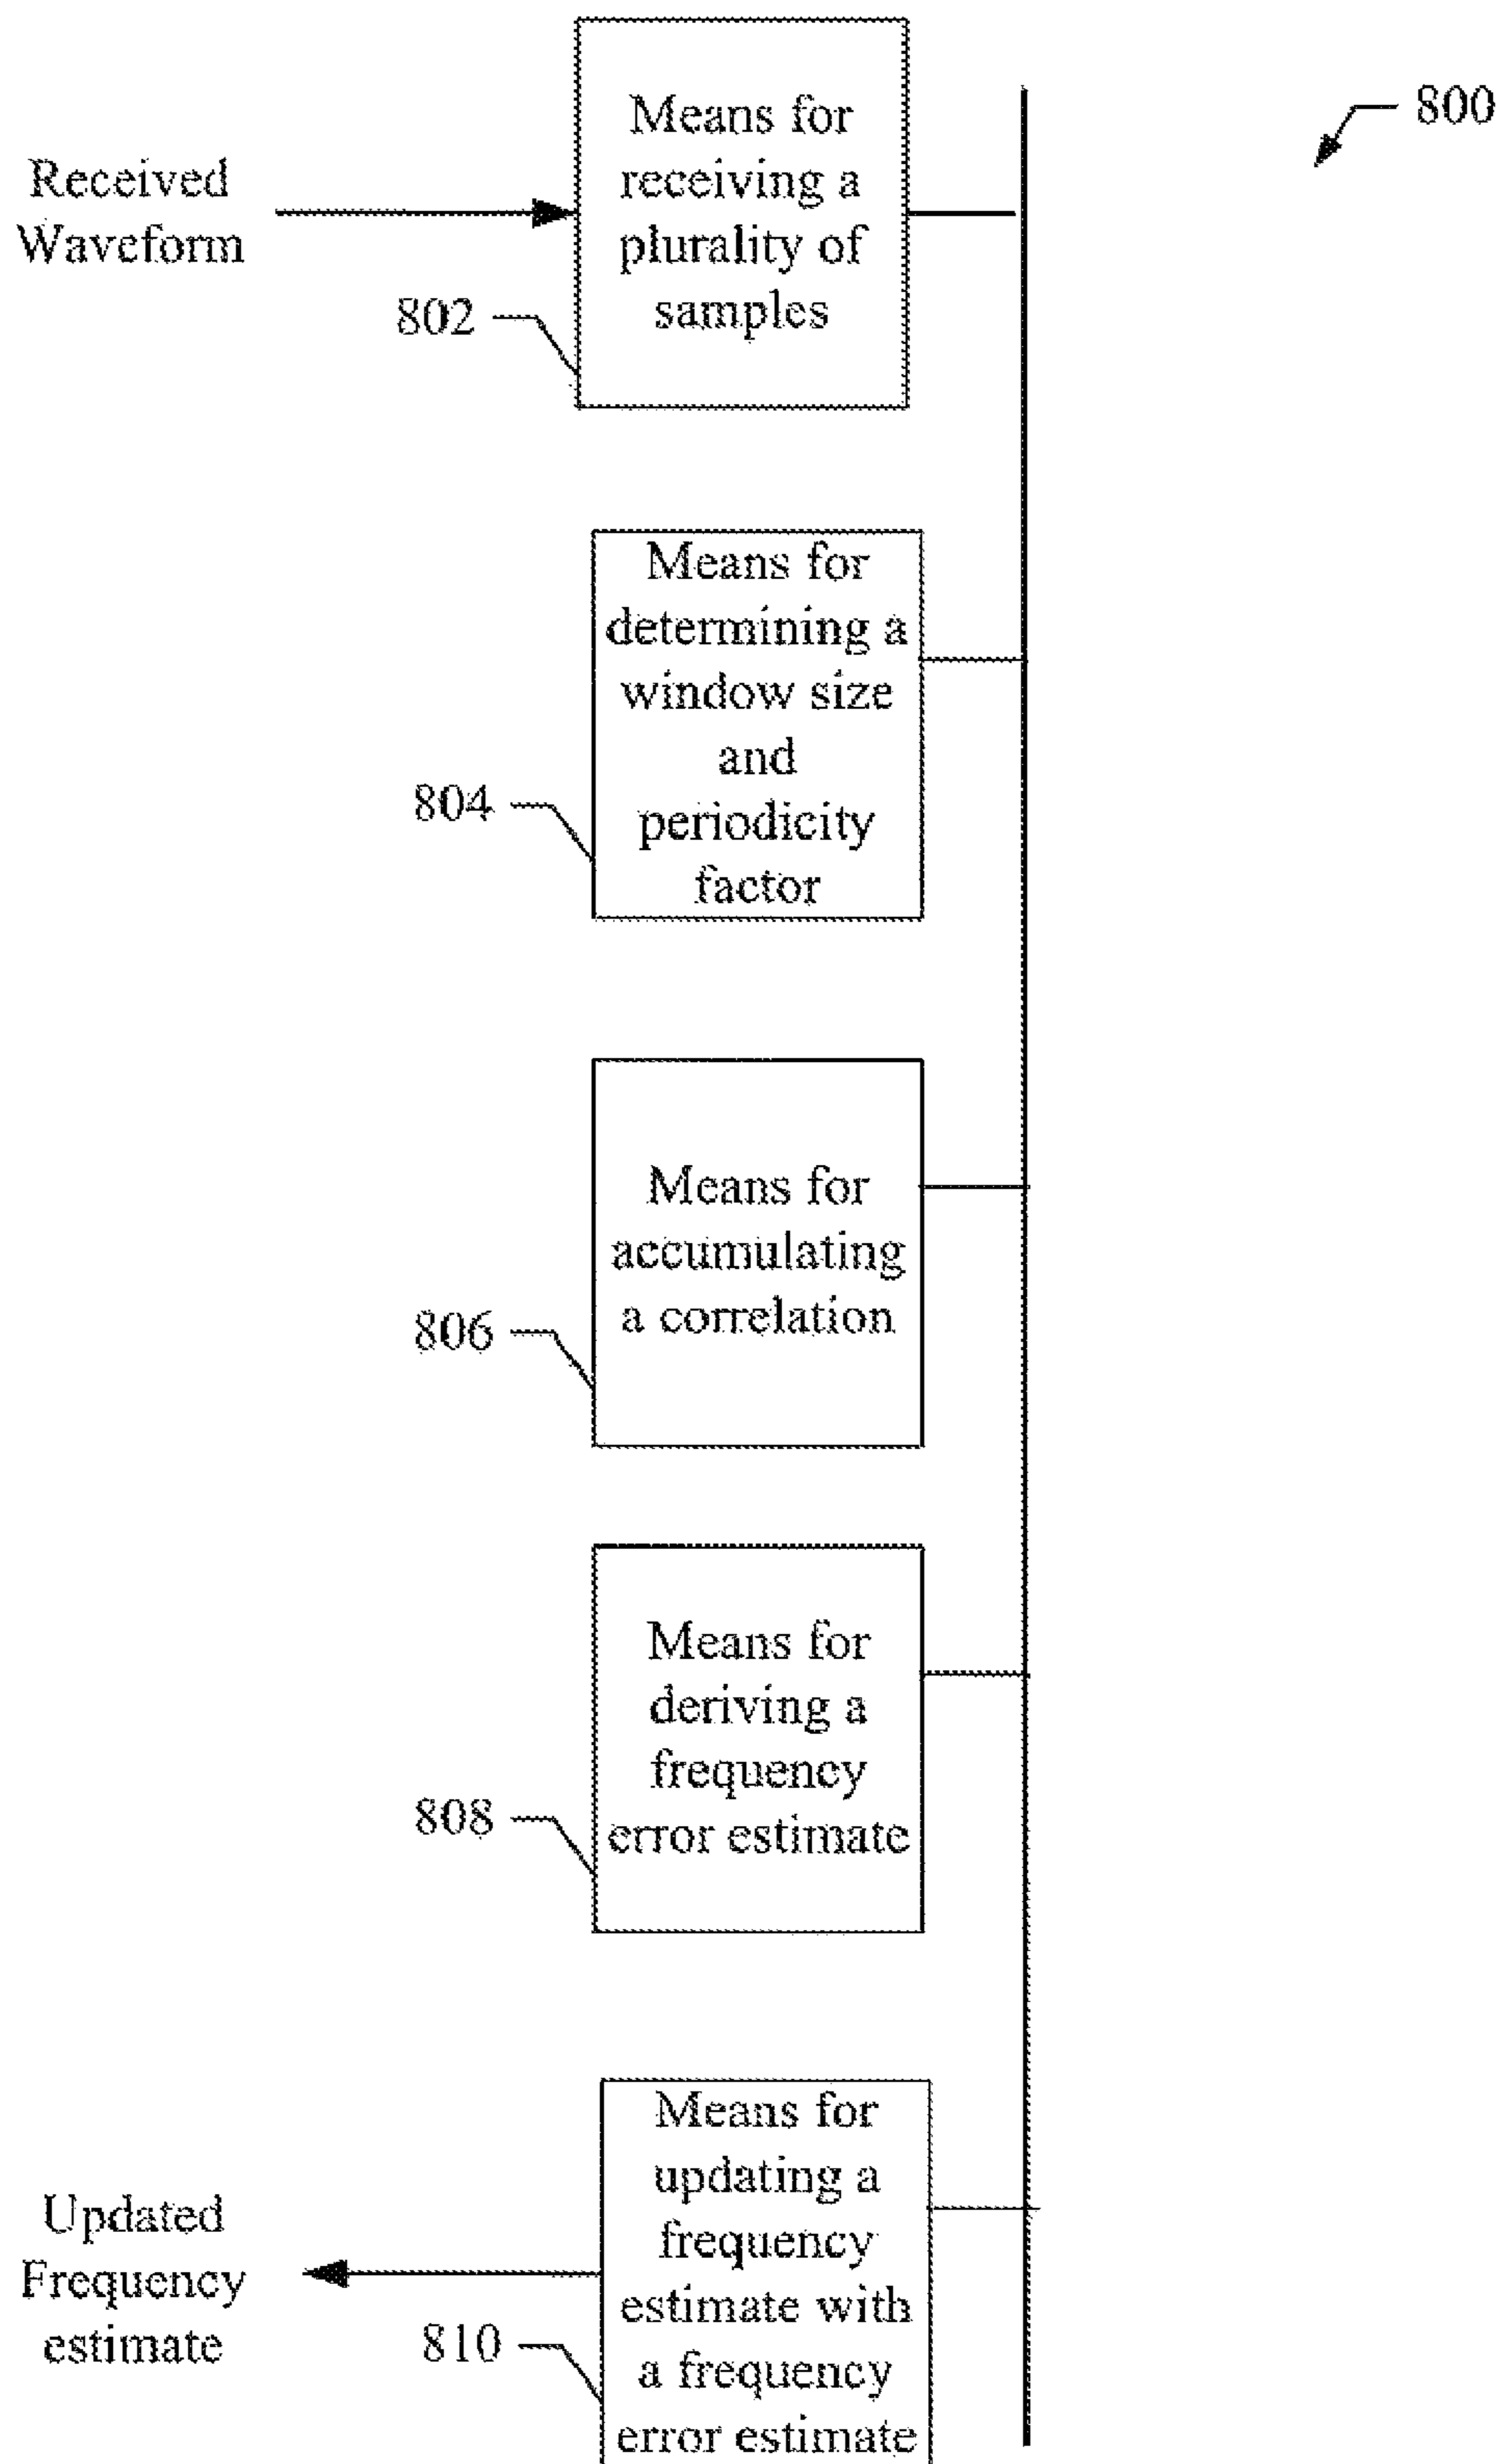 800
Means for
receiving a
plurality of
samples
Received
Waveform
802
Means for
determining a
window size
and
periodicity
factor
804
Means for
accumulating
a correlation
806
Means for
deriving a
frequency
error estimate
808
Means for
updating a
frequency
estimate with
a frequency
error estimate
Updated
Frequency
estimate
810